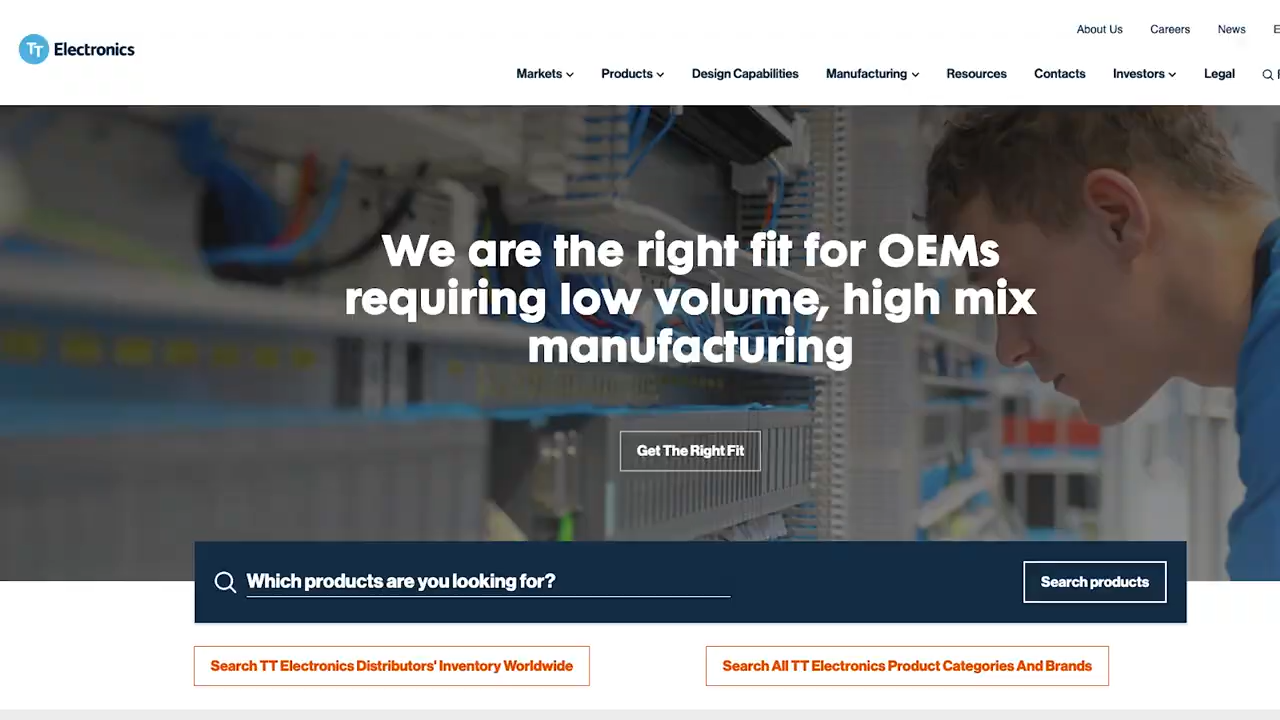 About Us Careers News
TT Electronics
Markets Products Design Capabilities Manufacturing Resources Contacts Investors Legal
We are the right fit for OEMs
requiring low volume, high mix
manufacturing
Get The Right Fit
Which products are you looking for? Search products
Search TT Electronics Distributors' Inventory Worldwide Search All TT Electronics Product Categories And Brands